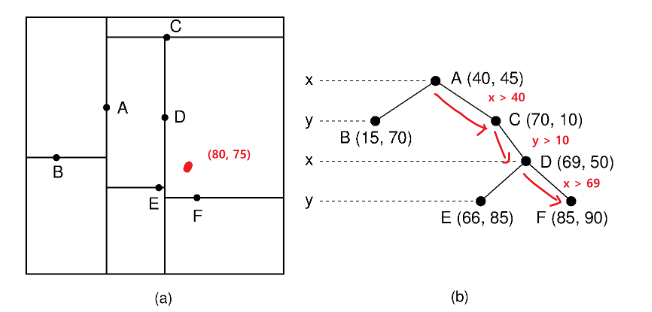 C
A
D
B
(80, 75)
E
F
(a)
x
A (40, 45)
x > 40
y
C (70, 10)
B (15, 70)
y > 10
x
D (69, 50)
x > 69
y
E (66, 85)
F (85, 90)
(b)